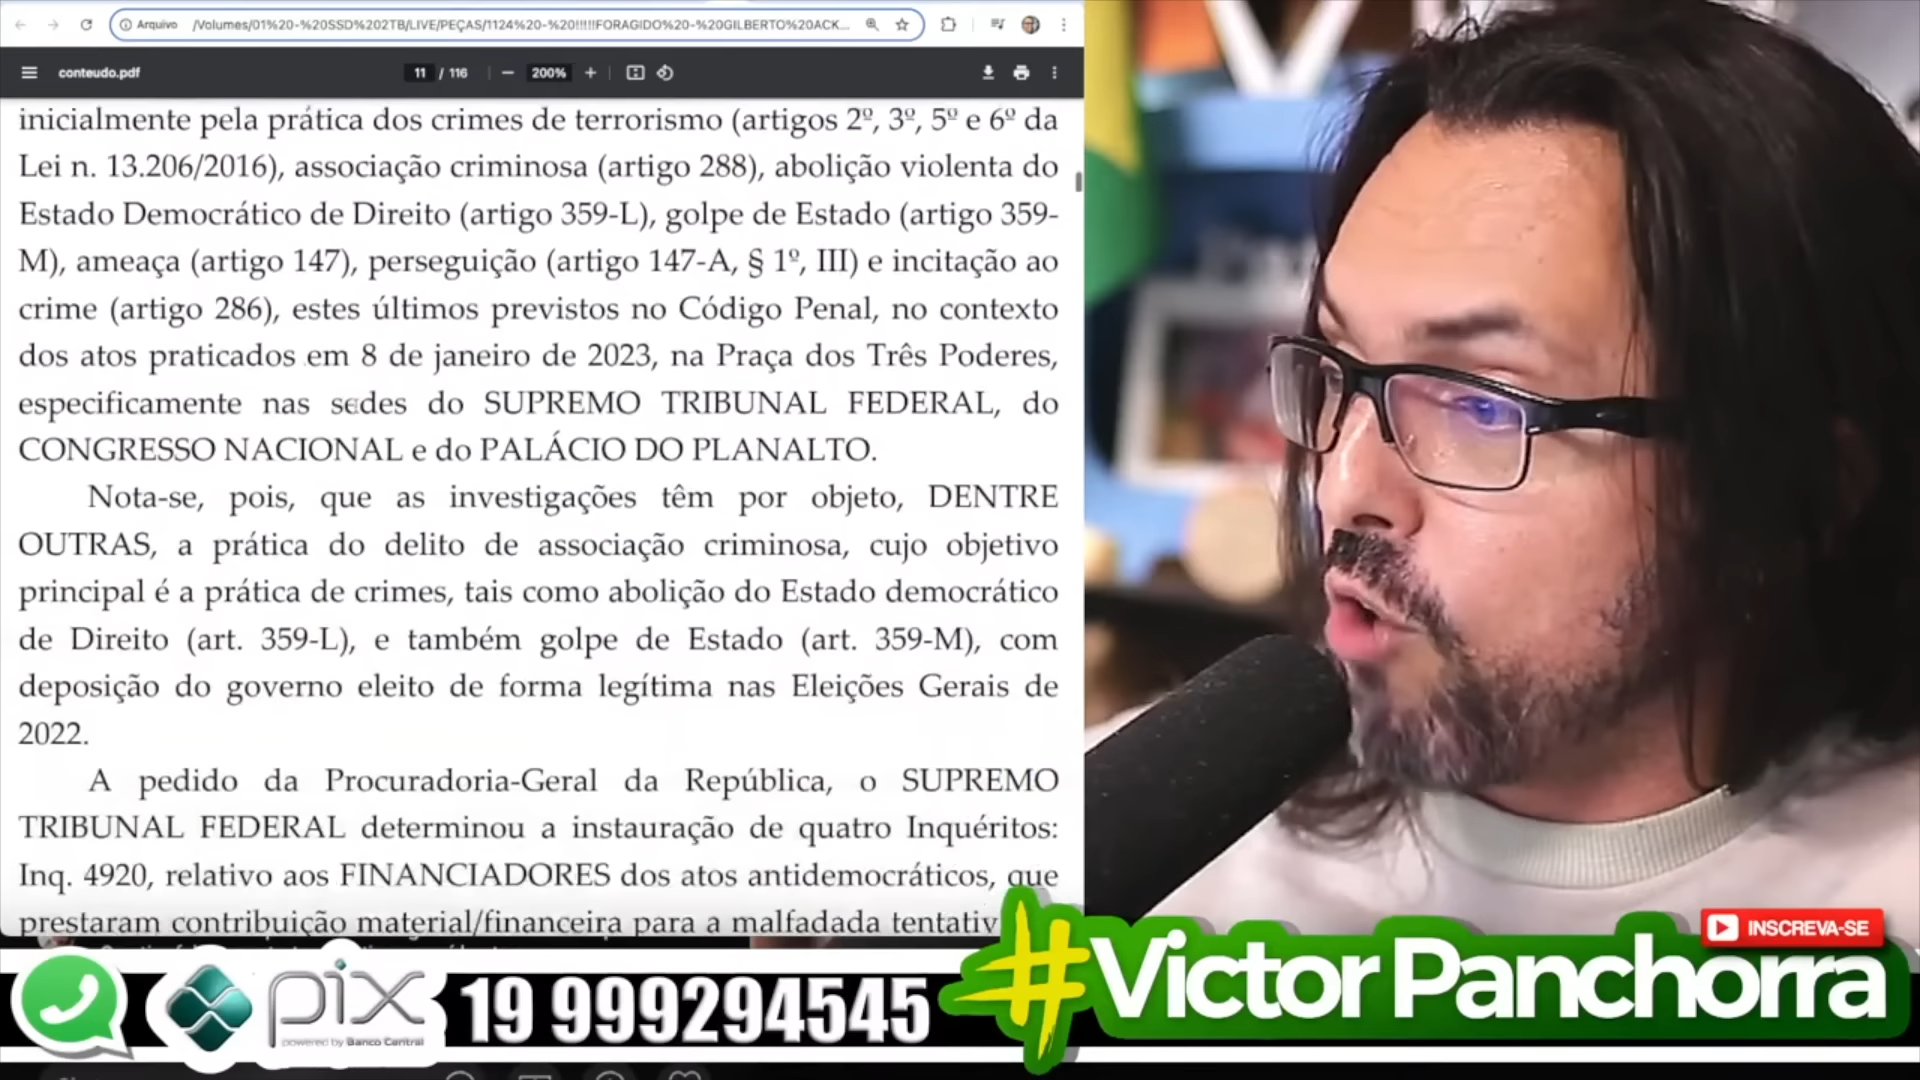 Arquivo /Volumes/01%20-%20SSD%202TB/LIVE/PEÇAS/1124%20-%20!!!!!FORAGIDO%20-%20GILBERTO%20ACK...
conteudo.pdf 11 / 116 — 200% +
inicialmente pela prática dos crimes de terrorismo (artigos 2º, 3º, 5º e 6º da
Lei n. 13.206/2016), associação criminosa (artigo 288), abolição violenta do
Estado Democrático de Direito (artigo 359-L), golpe de Estado (artigo 359-
M), ameaça (artigo 147), perseguição (artigo 147-A, § 1º, III) e incitação ao
crime (artigo 286), estes últimos previstos no Código Penal, no contexto
dos atos praticados em 8 de janeiro de 2023, na Praça dos Três Poderes,
especificamente nas sedes do SUPREMO TRIBUNAL FEDERAL, do
CONGRESSO NACIONAL e do PALÁCIO DO PLANALTO.
Nota-se, pois, que as investigações têm por objeto, DENTRE
OUTRAS, a prática do delito de associação criminosa, cujo objetivo
principal é a prática de crimes, tais como abolição do Estado democrático
de Direito (art. 359-L), e também golpe de Estado (art. 359-M), com
deposição do governo eleito de forma legítima nas Eleições Gerais de
2022.
A pedido da Procuradoria-Geral da República, o SUPREMO
TRIBUNAL FEDERAL determinou a instauração de quatro Inquéritos:
Inq. 4920, relativo aos FINANCIADORES dos atos antidemocráticos, que
prestaram contribuição material/financeira para a malfadada tentativ
INSCREVA-SE
pix
powered by Banco Central
19 999294545
#Victor Panchorra